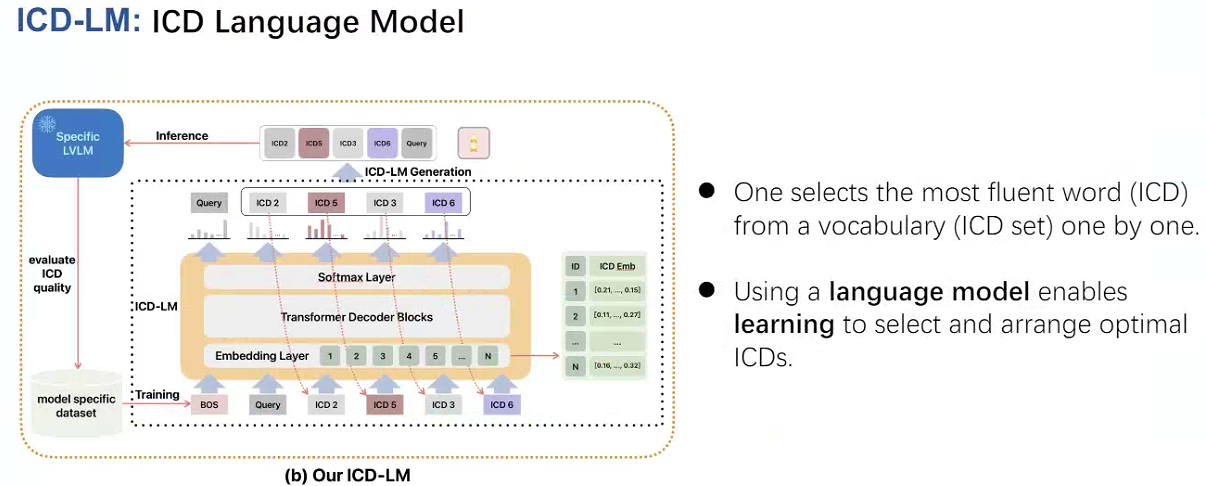 ICD-LM: ICD Language Model
Specific
LVLM
Inference
ICD2
ICD5
ICD3
ICD6
Query
ICD-LM Generation
Query
ICD 2
ICD 5
ICD 3
ICD 6
evaluate
ICD
quality
ICD-LM
Softmax Layer
Transformer Decoder Blocks
Embedding Layer
1 2 3 4 5 ... N
ID ICD Emb
1 [0.21, ..., 0.15]
2 [0.11, ..., 0.27]
... ...
N [0.16, ..., 0.32]
model specific
dataset
Training
BOS
Query
ICD 2
ICD 5
ICD 3
ICD 6
(b) Our ICD-LM
● One selects the most fluent word (ICD)
from a vocabulary (ICD set) one by one.
● Using a language model enables
learning to select and arrange optimal
ICDs.